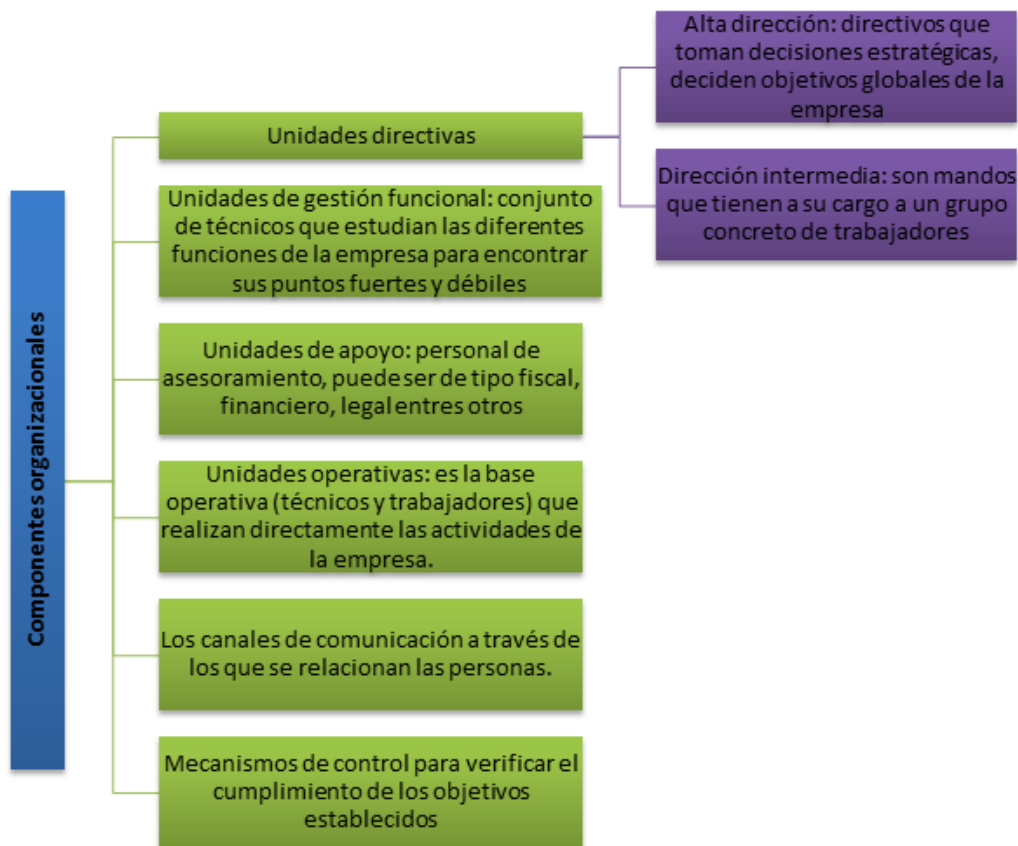 Componentes organizacionales
Unidades directivas
Alta dirección: directivos que
toman decisiones estratégicas,
deciden objetivos globales de la
empresa
Dirección intermedia: son mandos
que tienen a su cargo a un grupo
concreto de trabajadores
Unidades de gestión funcional: conjunto
de técnicos que estudian las diferentes
funciones de la empresa para encontrar
sus puntos fuertes y débiles
Unidades de apoyo: personal de
asesoramiento, puede ser de tipo fiscal,
financiero, legal entres otros
Unidades operativas: es la base
operativa (técnicos y trabajadores) que
realizan directamente las actividades de
la empresa.
Los canales de comunicación a través de
los que se relacionan las personas.
Mecanismos de control para verificar el
cumplimiento de los objetivos
establecidos